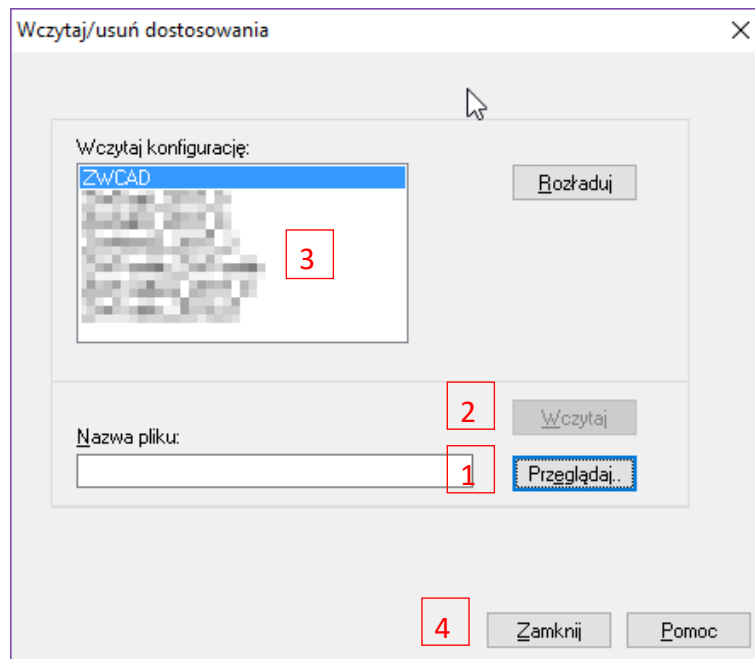 Wczytaj/usuń dostosowania
Wczytaj konfigurację:
ZWCAD
Rozładuj
3
2
Wczytaj
Nazwa pliku:
1
Przeglądaj..
4
Zamknij
Pomoc